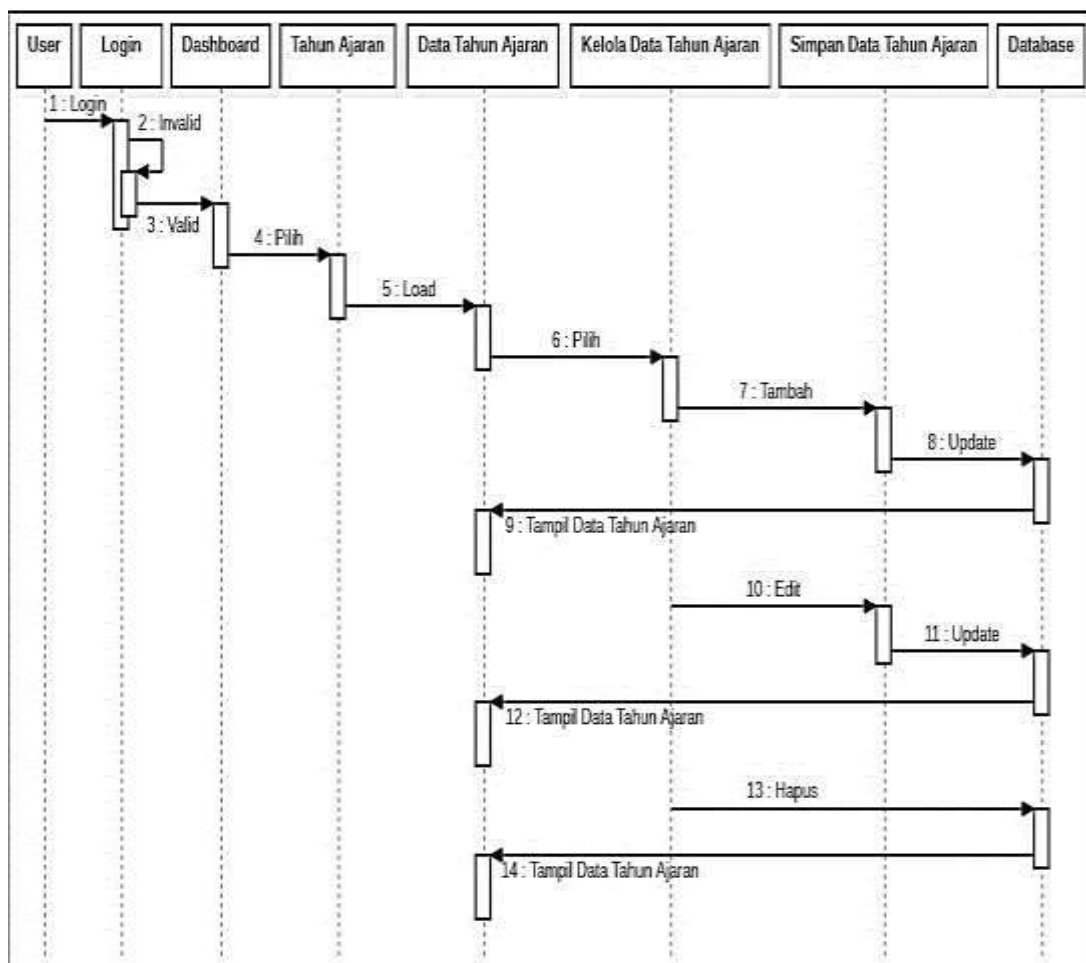 User
Login
Dashboard
Tahun Ajaran
Data Tahun Ajaran
Kelola Data Tahun Ajaran
Simpan Data Tahun Ajaran
Database
1 : Login
2 : Invalid
3 : Valid
4 : Pilih
5 : Load
6 : Pilih
7 : Tambah
8 : Update
9 : Tampil Data Tahun Ajaran
10 : Edit
11 : Update
12 : Tampil Data Tahun Ajaran
13 : Hapus
14 : Tampil Data Tahun Ajaran